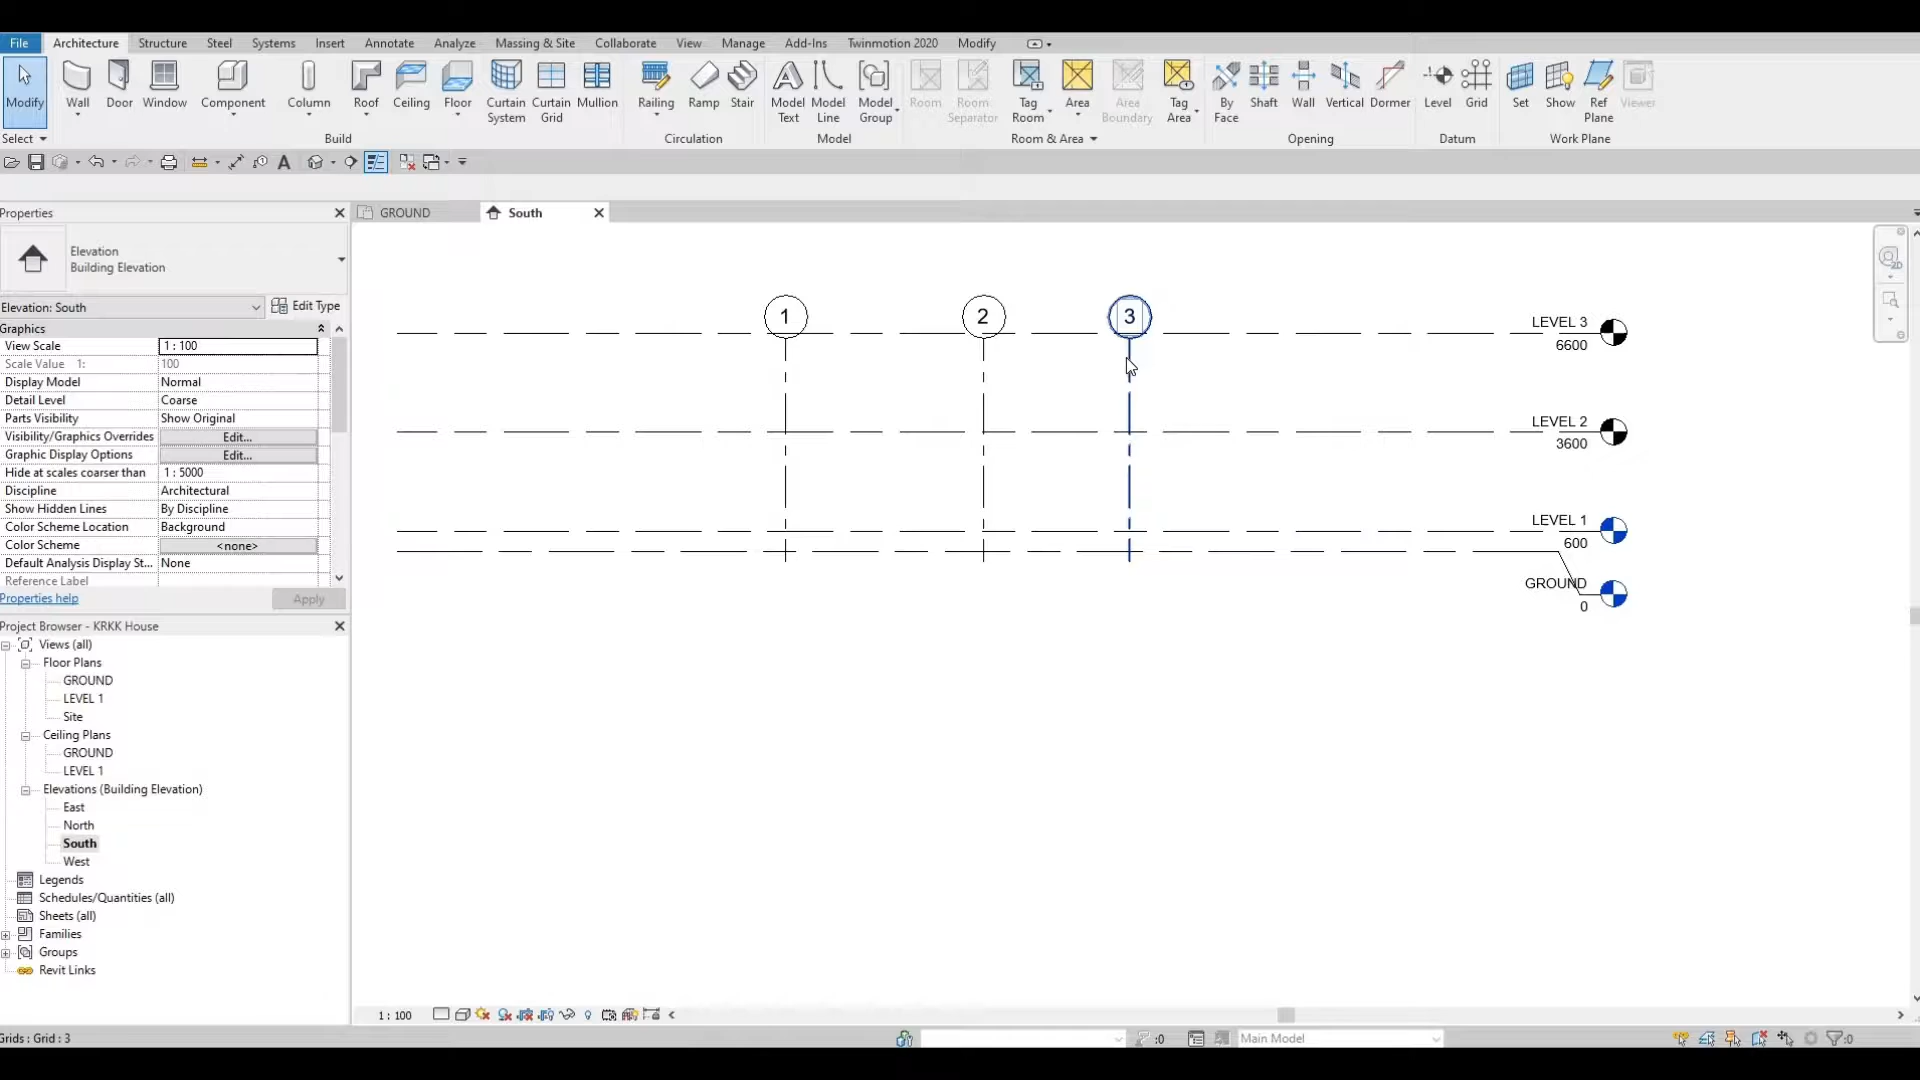 File Architecture Structure Steel Systems Insert Annotate Analyze Massing & Site Collaborate View Manage Add-Ins Twinmotion 2020 Modify
Modify Wall Door Window Component Column Roof Ceiling Floor Curtain System Curtain Grid Mullion Railing Ramp Stair Model Text Model Line Model Group Room Room Separator Tag Room Area Area Boundary Tag Area By Face Shaft Wall Vertical Dormer Level Grid Set Show Ref Plane Viewer
Select Build Circulation Model Room & Area Opening Datum Work Plane
Properties
GROUND South
Elevation
Building Elevation
Elevation: South Edit Type
Graphics
View Scale 1 : 100
Scale Value 1: 100
Display Model Normal
Detail Level Coarse
Parts Visibility Show Original
Visibility/Graphics Overrides Edit...
Graphic Display Options Edit...
Hide at scales coarser than 1 : 5000
Discipline Architectural
Show Hidden Lines By Discipline
Color Scheme Location Background
Color Scheme <none>
Default Analysis Display St... None
Reference Label
Properties help Apply
Project Browser - KRKK House
Views (all)
Floor Plans
GROUND
LEVEL 1
Site
Ceiling Plans
GROUND
LEVEL 1
Elevations (Building Elevation)
East
North
South
West
Legends
Schedules/Quantities (all)
Sheets (all)
Families
Groups
Revit Links
1 2 3
LEVEL 3
6600
LEVEL 2
3600
LEVEL 1
600
GROUND
0
2D
1 : 100
Grids : Grid : 3 :0 Main Model :0